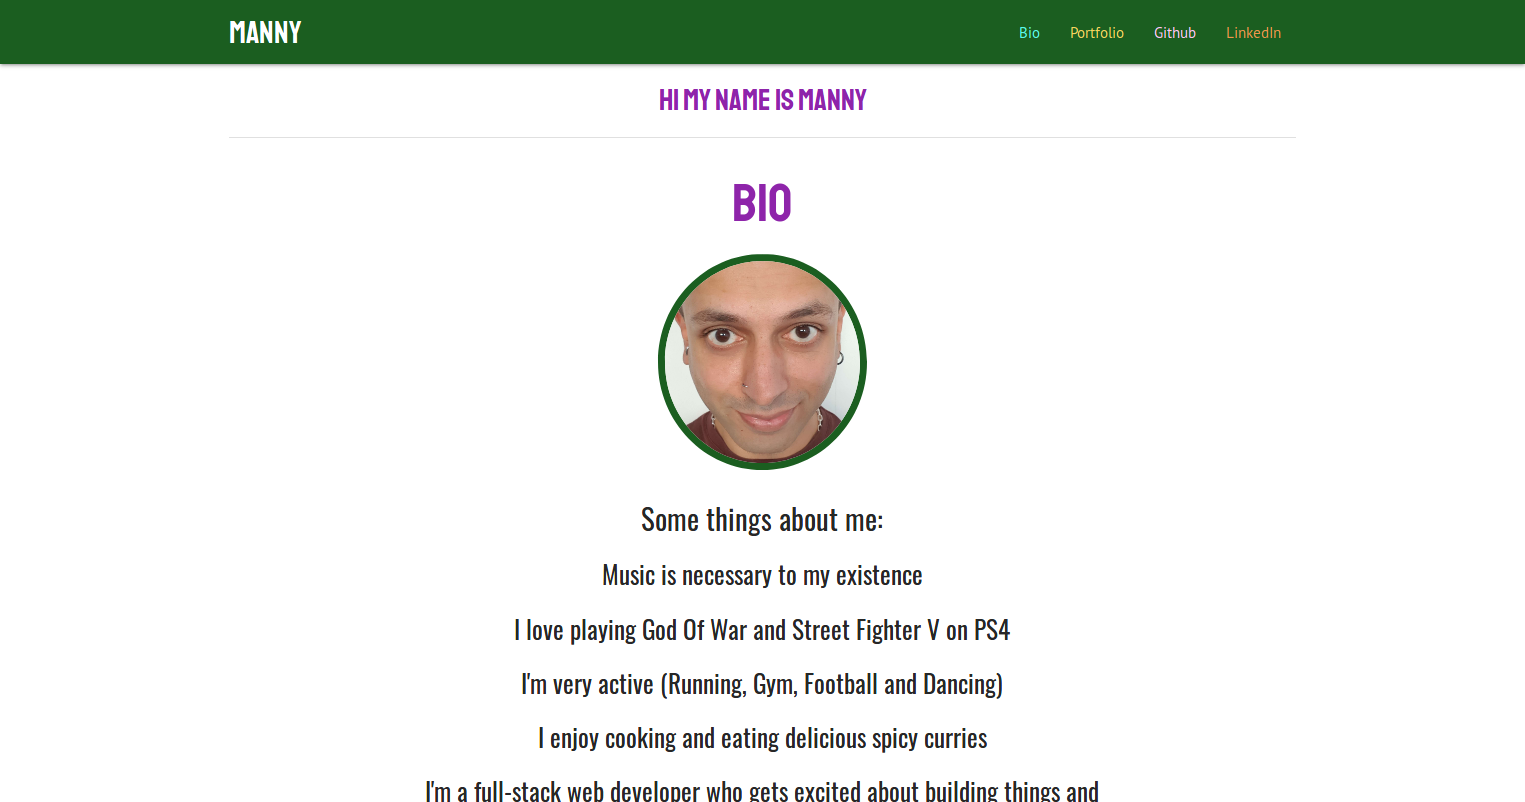 MANNY
Bio Portfolio Github LinkedIn
HI MY NAME IS MANNY
BIO
Some things about me:
Music is necessary to my existence
I love playing God Of War and Street Fighter V on PS4
I'm very active (Running, Gym, Football and Dancing)
I enjoy cooking and eating delicious spicy curries
I'm a full-stack web developer who gets excited about building things and